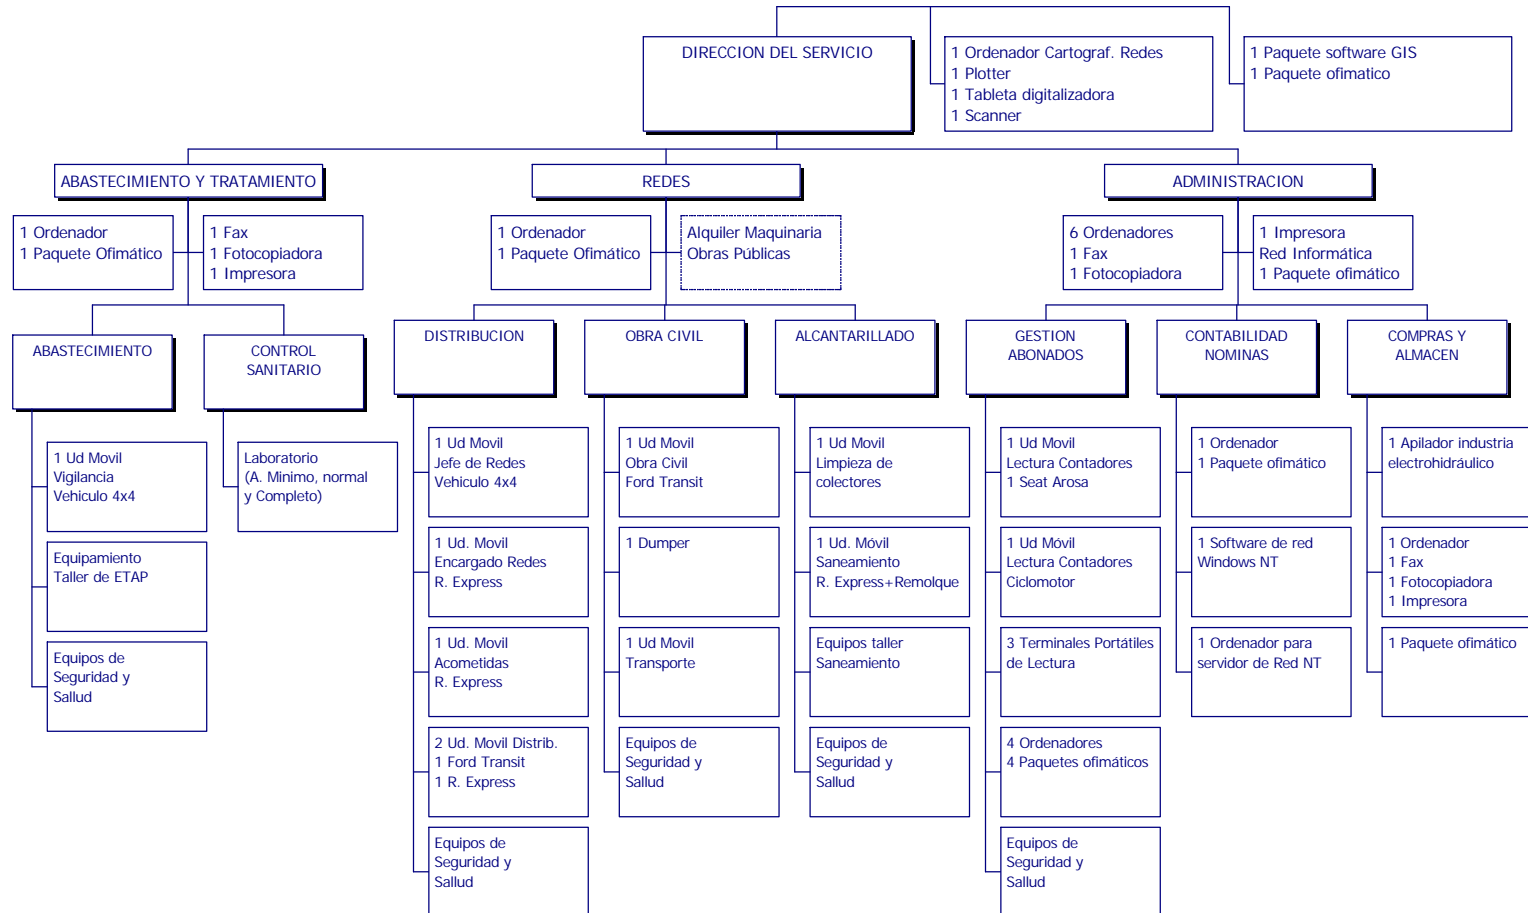 DIRECCION DEL SERVICIO
1 Ordenador Cartograf. Redes
1 Plotter
1 Tableta digitalizadora
1 Scanner
1 Paquete software GIS
1 Paquete ofimatico
ABASTECIMIENTO Y TRATAMIENTO
REDES
ADMINISTRACION
1 Ordenador
1 Paquete Ofimático
1 Fax
1 Fotocopiadora
1 Impresora
1 Ordenador
1 Paquete Ofimático
Alquiler Maquinaria
Obras Públicas
6 Ordenadores
1 Fax
1 Fotocopiadora
1 Impresora
Red Informática
1 Paquete ofimático
ABASTECIMIENTO
CONTROL
SANITARIO
DISTRIBUCION
OBRA CIVIL
ALCANTARILLADO
GESTION
ABONADOS
CONTABILIDAD
NOMINAS
COMPRAS Y
ALMACEN
1 Ud Movil
Vigilancia
Vehiculo 4x4
Equipamiento
Taller de ETAP
Equipos de
Seguridad y
Sallud
Laboratorio
(A. Minimo, normal
y Completo)
1 Ud Movil
Jefe de Redes
Vehiculo 4x4
1 Ud. Movil
Encargado Redes
R. Express
1 Ud. Movil
Acometidas
R. Express
2 Ud. Movil Distrib.
1 Ford Transit
1 R. Express
Equipos de
Seguridad y
Sallud
1 Ud Movil
Obra Civil
Ford Transit
1 Dumper
1 Ud Movil
Transporte
Equipos de
Seguridad y
Sallud
1 Ud Movil
Limpieza de
colectores
1 Ud. Móvil
Saneamiento
R. Express+Remolque
Equipos taller
Saneamiento
Equipos de
Seguridad y
Sallud
1 Ud Movil
Lectura Contadores
1 Seat Arosa
1 Ud Móvil
Lectura Contadores
Ciclomotor
3 Terminales Portátiles
de Lectura
4 Ordenadores
4 Paquetes ofimáticos
Equipos de
Seguridad y
Sallud
1 Ordenador
1 Paquete ofimático
1 Software de red
Windows NT
1 Ordenador para
servidor de Red NT
1 Apilador industria
electrohidráulico
1 Ordenador
1 Fax
1 Fotocopiadora
1 Impresora
1 Paquete ofimático